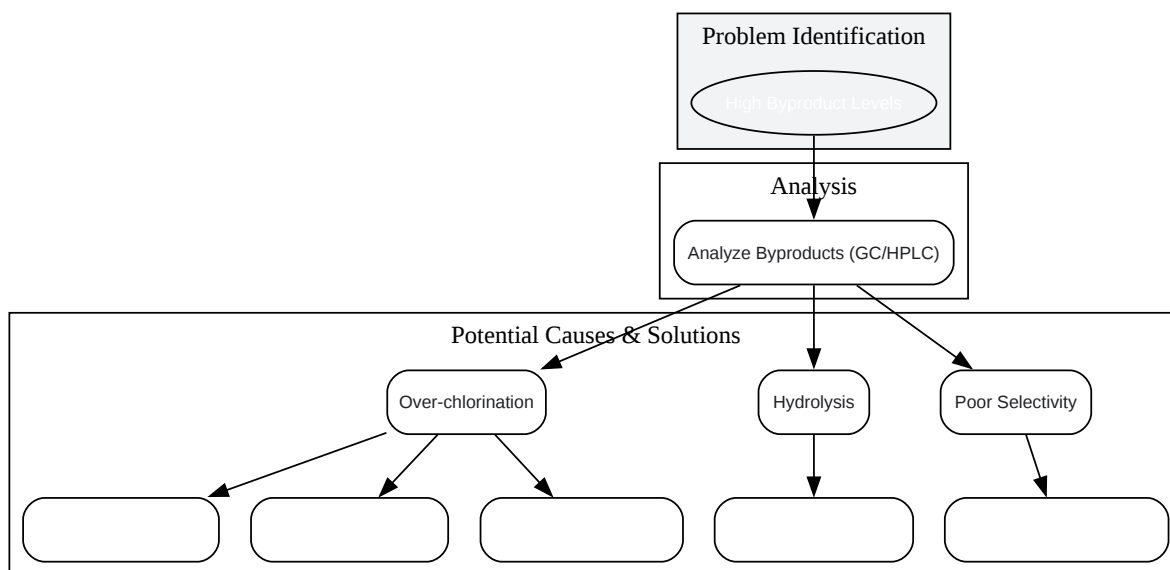 Problem Identification
High Byproduct Levels
Analysis
Analyze Byproducts (GC/HPLC)
Potential Causes & Solutions
Over-chlorination
Hydrolysis
Poor Selectivity